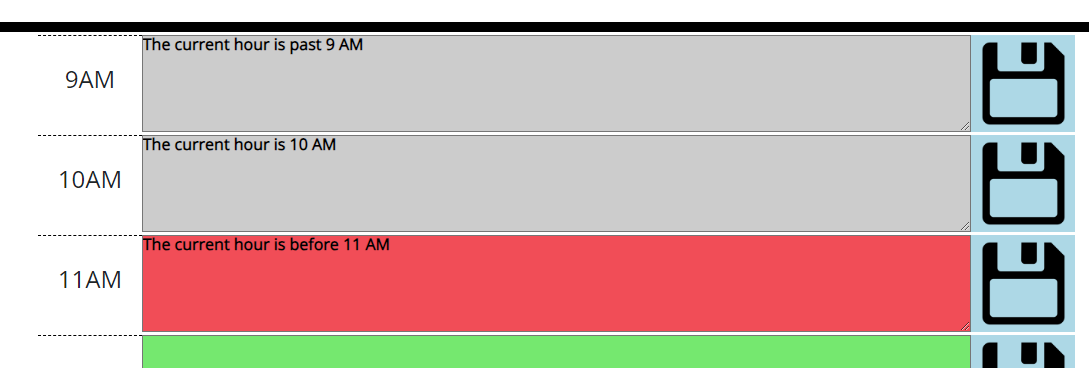 9AM
The current hour is past 9 AM
10AM
The current hour is 10 AM
11AM
The current hour is before 11 AM